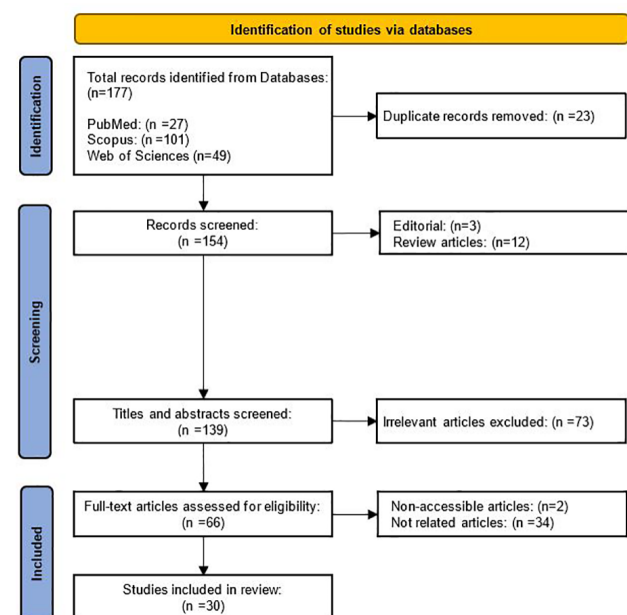 Identification of studies via databases
Identification
Total records identified from Databases:
(n=177)
PubMed: (n =27)
Scopus: (n =101)
Web of Sciences (n=49)
Duplicate records removed: (n =23)
Screening
Records screened:
(n =154)
Editorial: (n=3)
Review articles: (n=12)
Titles and abstracts screened:
(n =139)
Irrelevant articles excluded: (n =73)
Included
Full-text articles assessed for eligibility:
(n =66)
Non-accessible articles: (n=2)
Not related articles: (n =34)
Studies included in review:
(n =30)